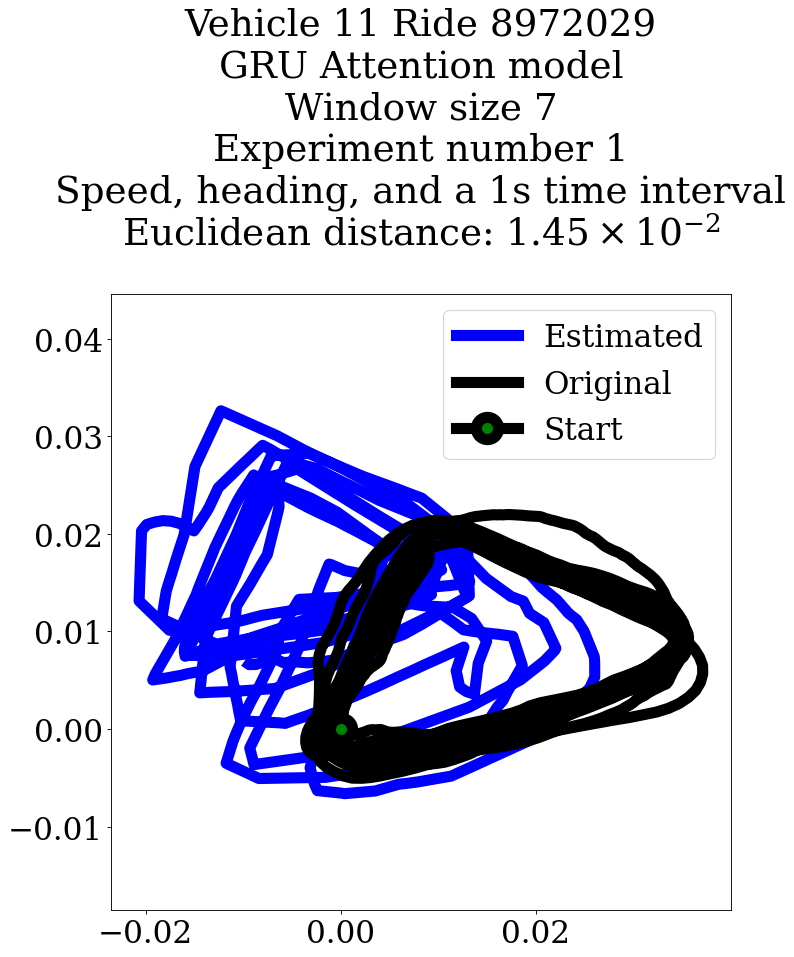 Vehicle 11 Ride 8972029
GRU Attention model
Window size 7
Experiment number 1
Speed, heading, and a 1s time interval
Euclidean distance: 1.45 × 10⁻²
Estimated
Original
Start
0.04
0.03
0.02
0.01
0.00
−0.01
−0.02 0.00 0.02